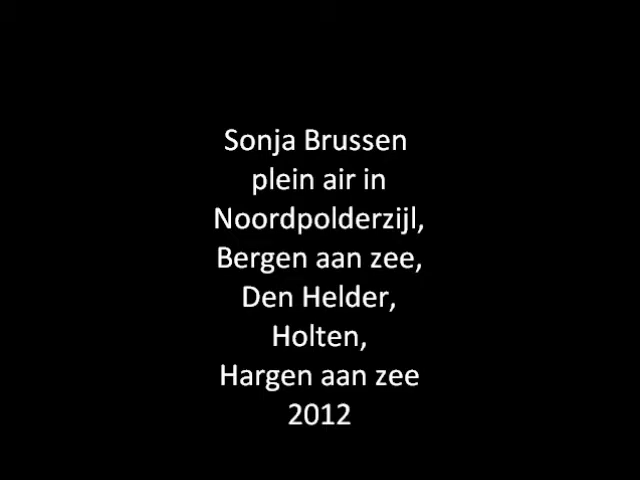 Sonja Brussen
plein air in
Noordpolderzijl,
Bergen aan zee,
Den Helder,
Holten,
Hargen aan zee
2012